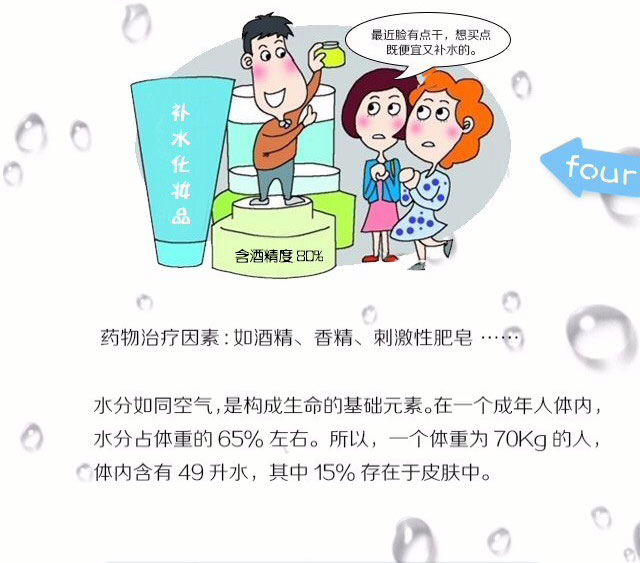 最近脸有点干，想买点
既便宜又补水的。
补水化妆品
four
含酒精度80%
药物治疗因素：如酒精、香精、刺激性肥皂 ……
水分如同空气，是构成生命的基础元素。在一个成年人体内，
水分占体重的 65% 左右。所以，一个体重为 70Kg 的人，
体内含有 49 升水，其中 15% 存在于皮肤中。